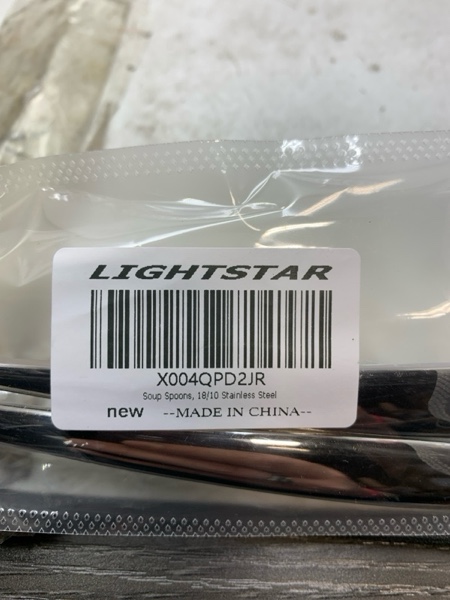 LIGHTSTAR
X004QPD2JR
Soup Spoons, 18/10 Stainless Steel
new --MADE IN CHINA--